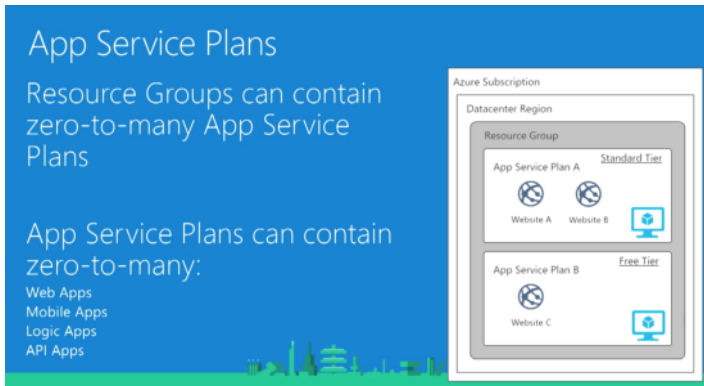 App Service Plans
Resource Groups can contain
zero-to-many App Service
Plans
App Service Plans can contain
zero-to-many:
Web Apps
Mobile Apps
Logic Apps
API Apps
Azure Subscription
Datacenter Region
Resource Group
App Service Plan A
Standard Tier
Website A
Website B
App Service Plan B
Free Tier
Website C